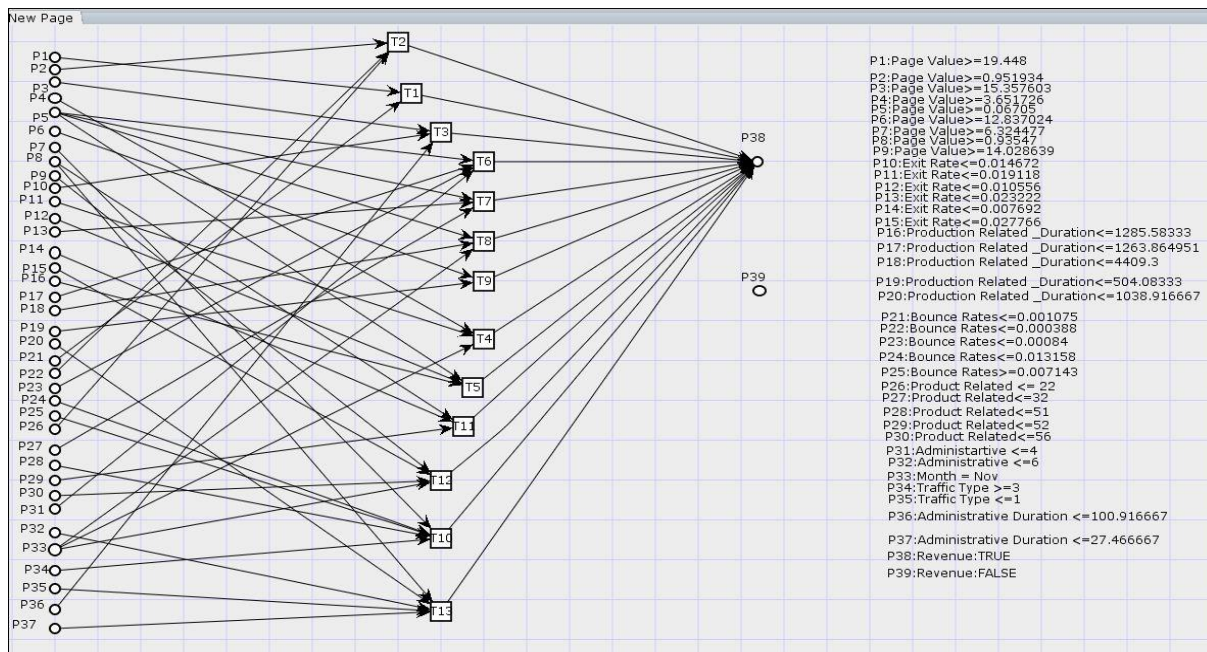 New Page
P1
P2
P3
P4
P5
P6
P7
P8
P9
P10
P11
P12
P13
P14
P15
P16
P17
P18
P19
P20
P21
P22
P23
P24
P25
P26
P27
P28
P29
P30
P31
P32
P33
P34
P35
P36
P37
T2
T1
T3
T6
T7
T8
T9
T4
T5
T11
T12
T10
T13
P38
P39
P1:Page Value>=19.448
P2:Page Value>=0.951934
P3:Page Value>=15.357603
P4:Page Value>=3.651726
P5:Page Value>=0.06705
P6:Page Value>=12.837024
P7:Page Value>=6.324477
P8:Page Value>=0.93547
P9:Page Value>=14.028639
P10:Exit Rate<=0.014672
P11:Exit Rate<=0.019118
P12:Exit Rate<=0.010556
P13:Exit Rate<=0.023222
P14:Exit Rate<=0.007692
P15:Exit Rate<=0.027766
P16:Production Related _Duration<=1285.58333
P17:Production Related _Duration<=1263.864951
P18:Production Related _Duration<=4409.3
P19:Production Related _Duration<=504.08333
P20:Production Related _Duration<=1038.916667
P21:Bounce Rates<=0.001075
P22:Bounce Rates<=0.000388
P23:Bounce Rates<=0.00084
P24:Bounce Rates<=0.013158
P25:Bounce Rates>=0.007143
P26:Product Related <= 22
P27:Product Related<=32
P28:Product Related<=51
P29:Product Related<=52
P30:Product Related<=56
P31:Administartive <=4
P32:Administrative <=6
P33:Month = Nov
P34:Traffic Type >=3
P35:Traffic Type <=1
P36:Administrative Duration <=100.916667
P37:Administrative Duration <=27.466667
P38:Revenue:TRUE
P39:Revenue:FALSE